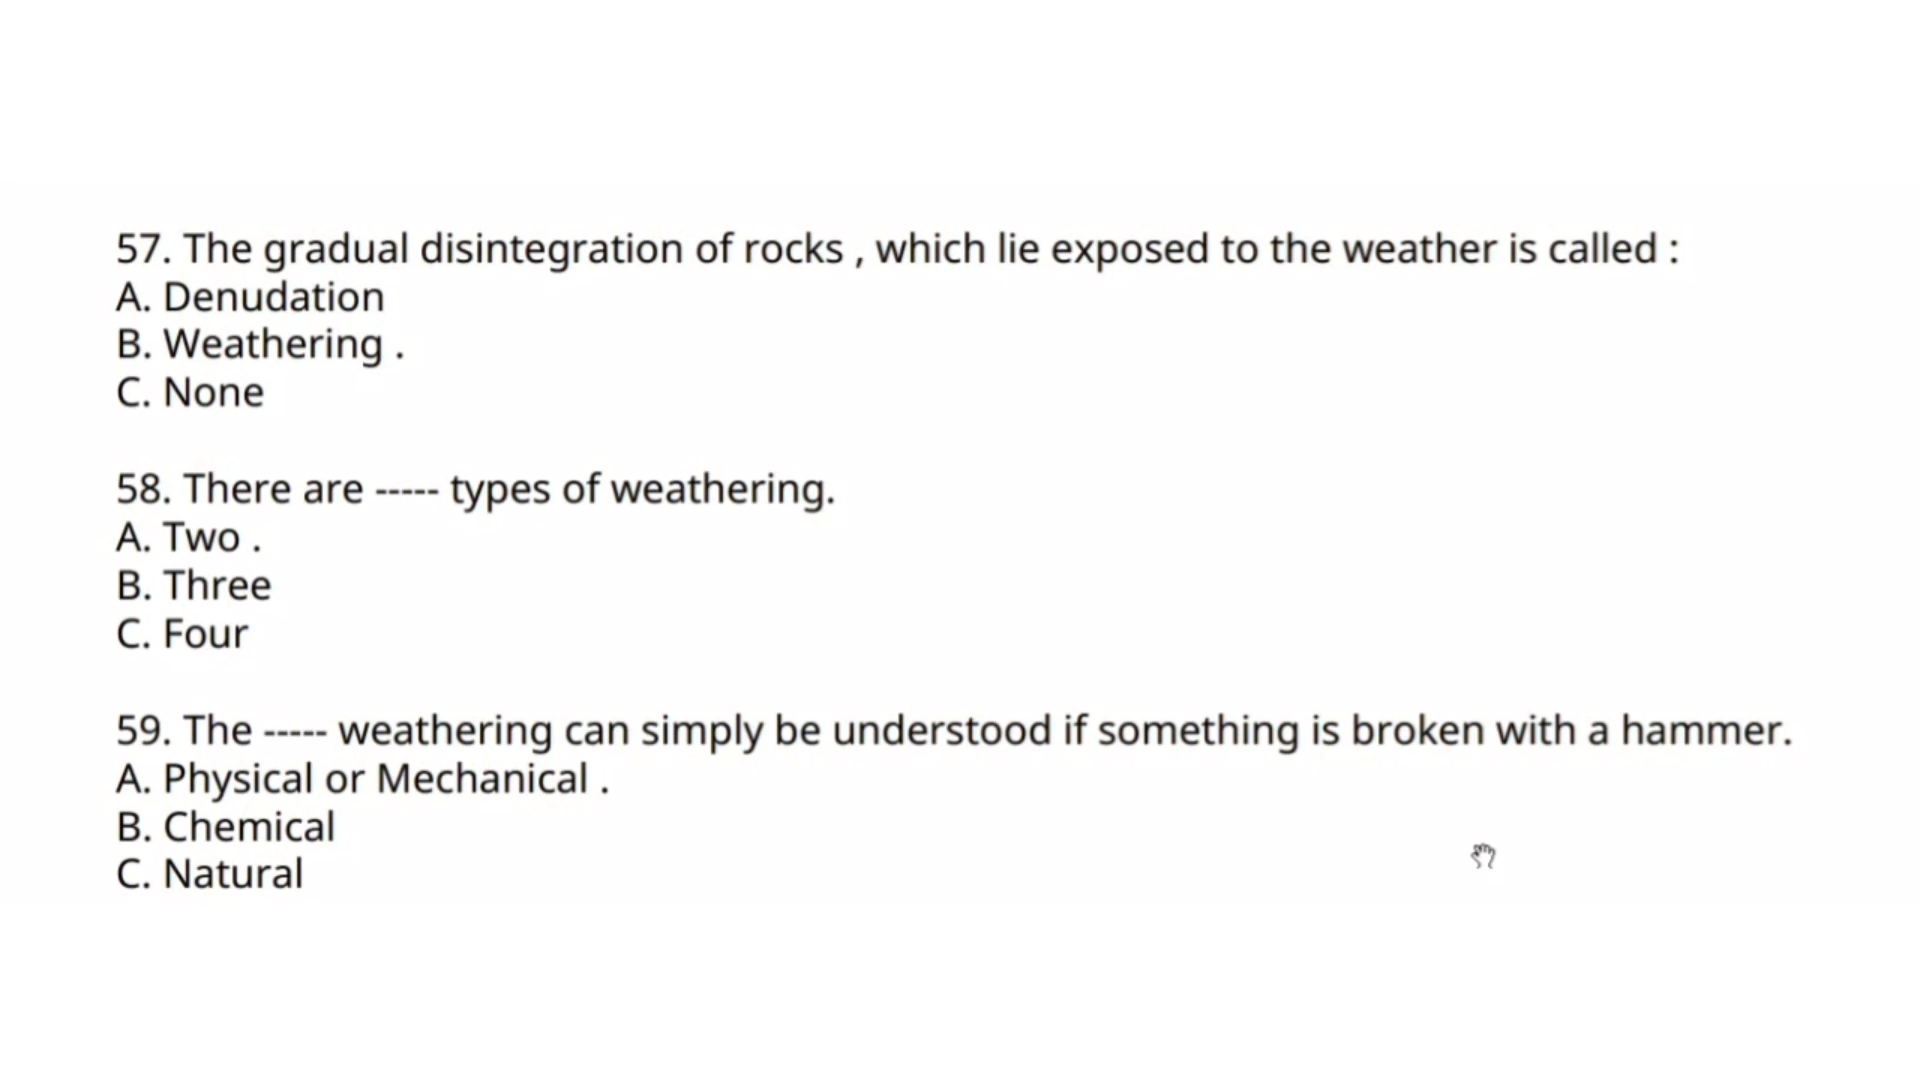 57. The gradual disintegration of rocks , which lie exposed to the weather is called :
A. Denudation
B. Weathering .
C. None
58. There are ----- types of weathering.
A. Two .
B. Three
C. Four
59. The ----- weathering can simply be understood if something is broken with a hammer.
A. Physical or Mechanical .
B. Chemical
C. Natural